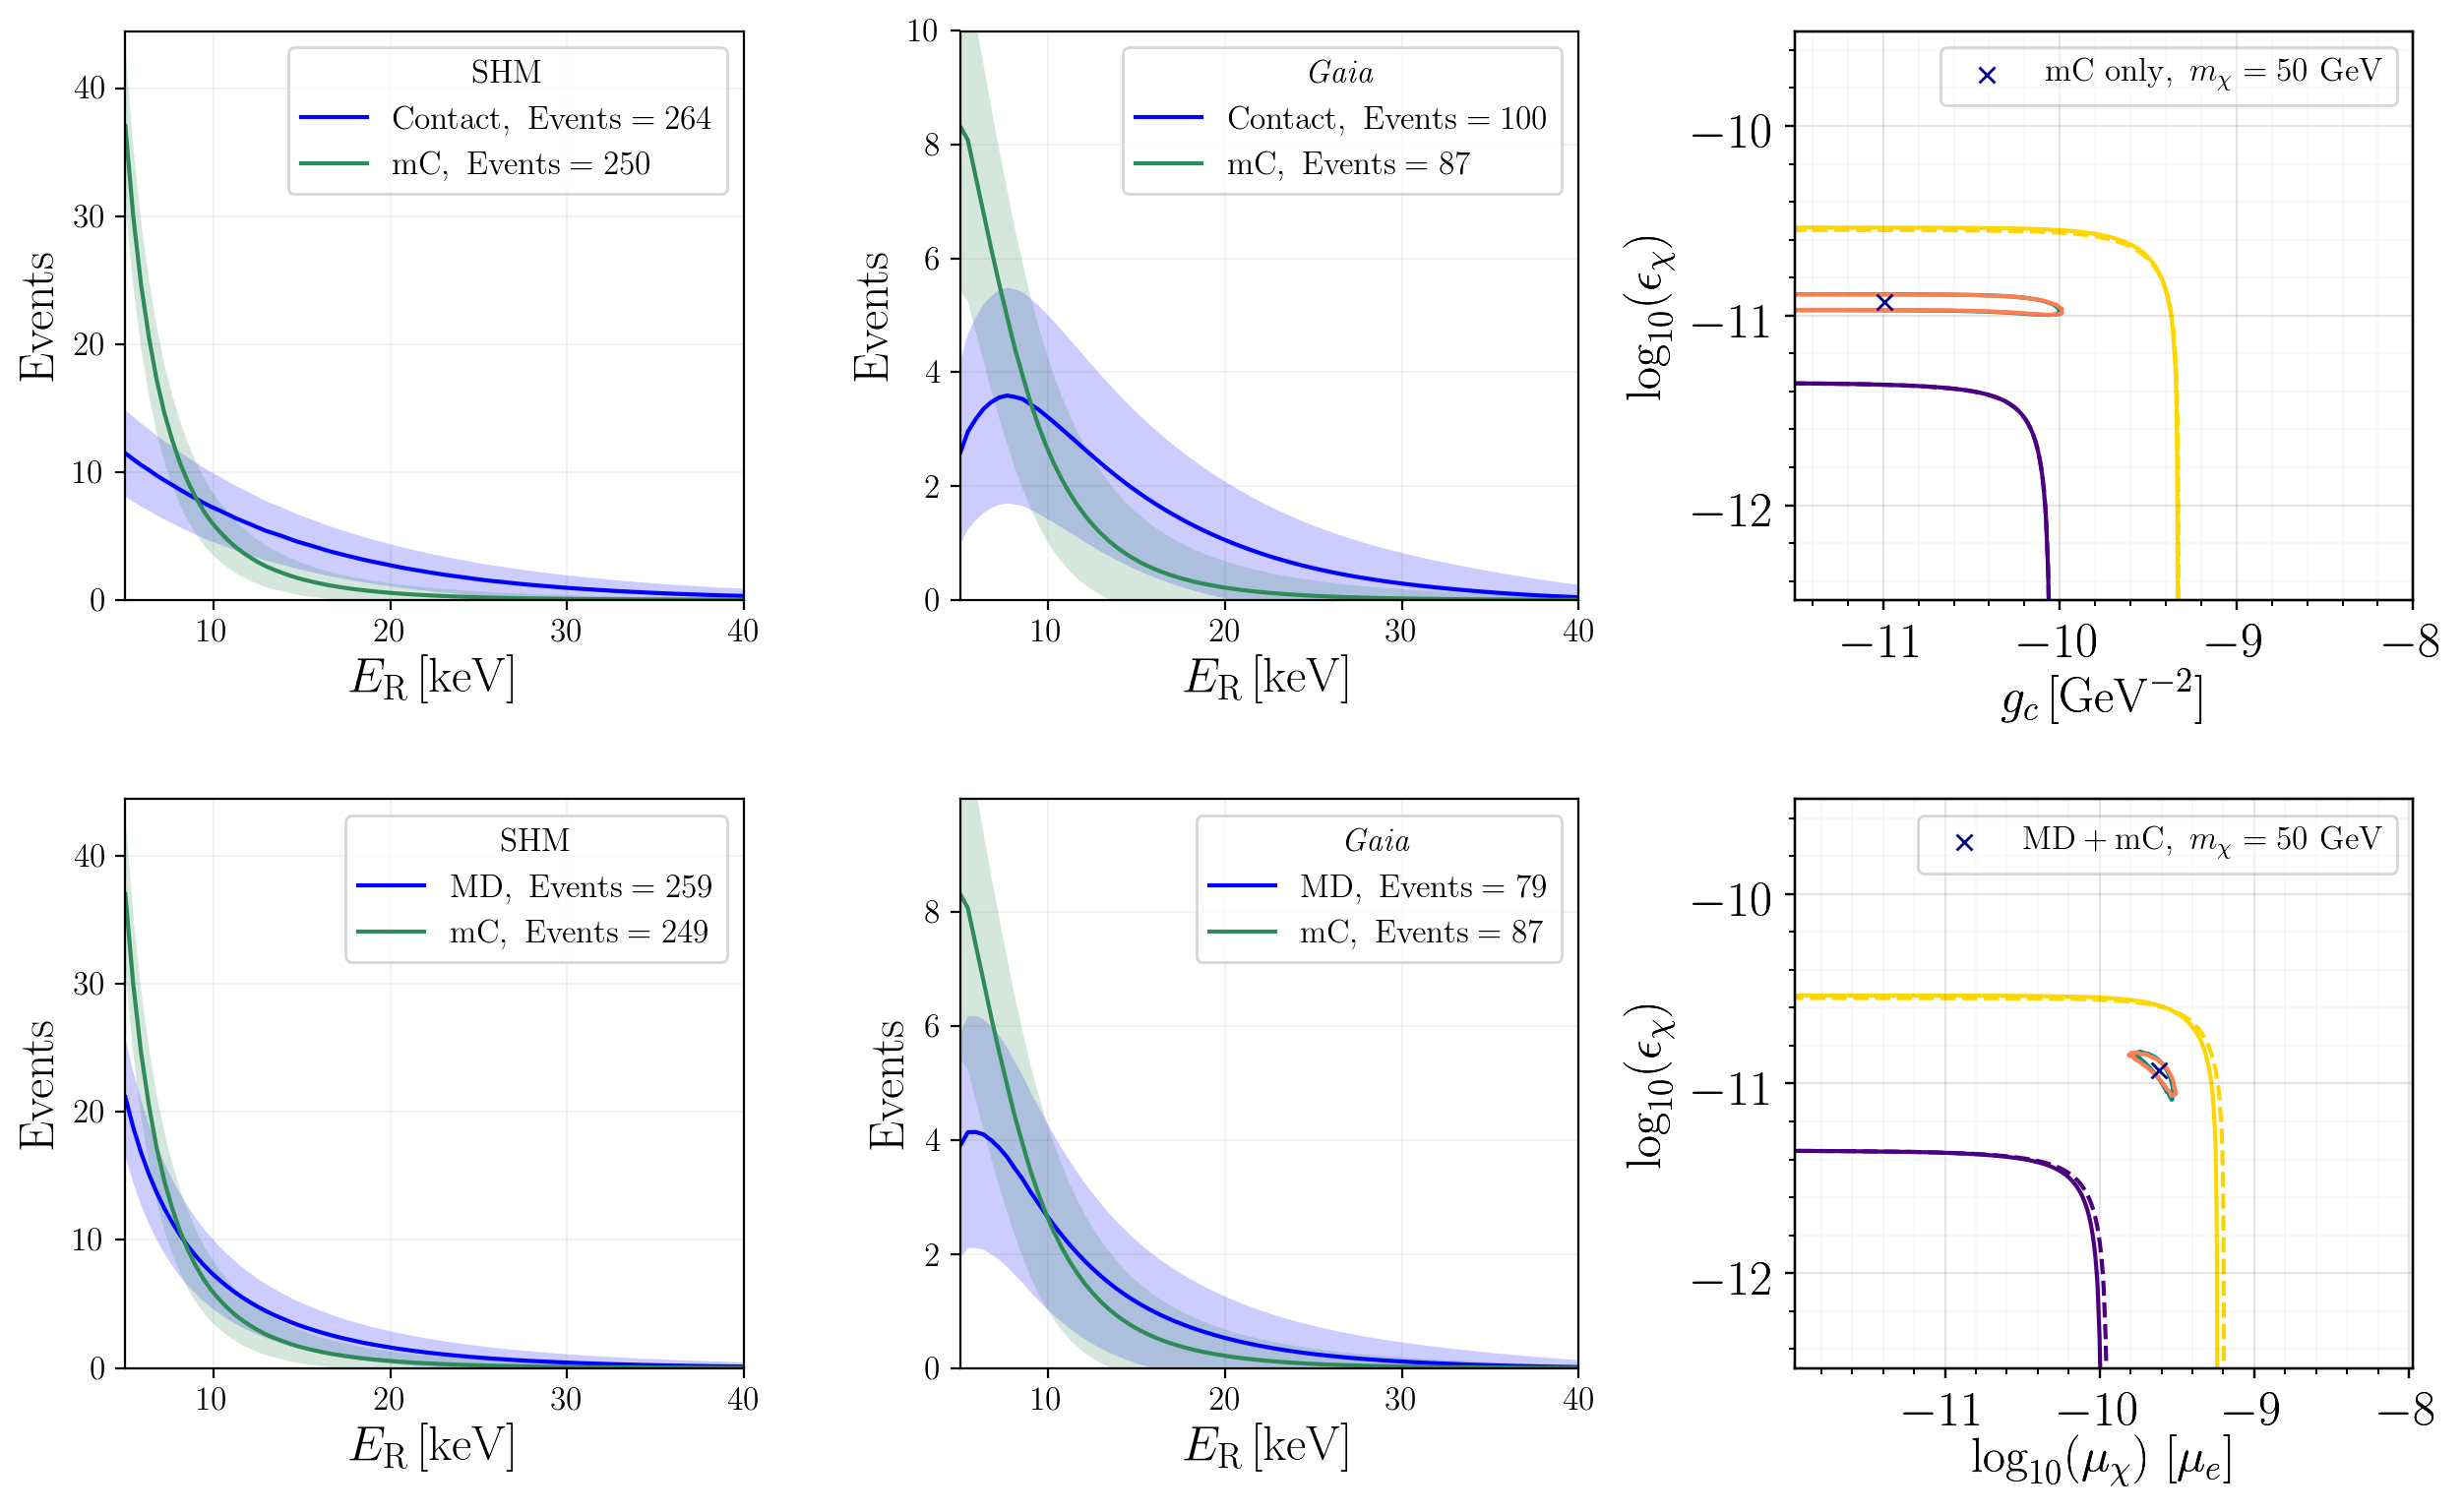 SHM
Contact, Events = 264
mC, Events = 250
Events
40
30
20
10
0
10
20
30
40
E_R [keV]
Gaia
Contact, Events = 100
mC, Events = 87
Events
10
8
6
4
2
0
10
20
30
40
E_R [keV]
mC only, m_χ = 50 GeV
log_10(ϵ_χ)
−10
−11
−12
−11
−10
−9
−8
g_c [GeV^−2]
SHM
MD, Events = 259
mC, Events = 249
Events
40
30
20
10
0
10
20
30
40
E_R [keV]
Gaia
MD, Events = 79
mC, Events = 87
Events
8
6
4
2
0
10
20
30
40
E_R [keV]
MD + mC, m_χ = 50 GeV
log_10(ϵ_χ)
−10
−11
−12
−11
−10
−9
−8
log_10(μ_χ) [μ_e]